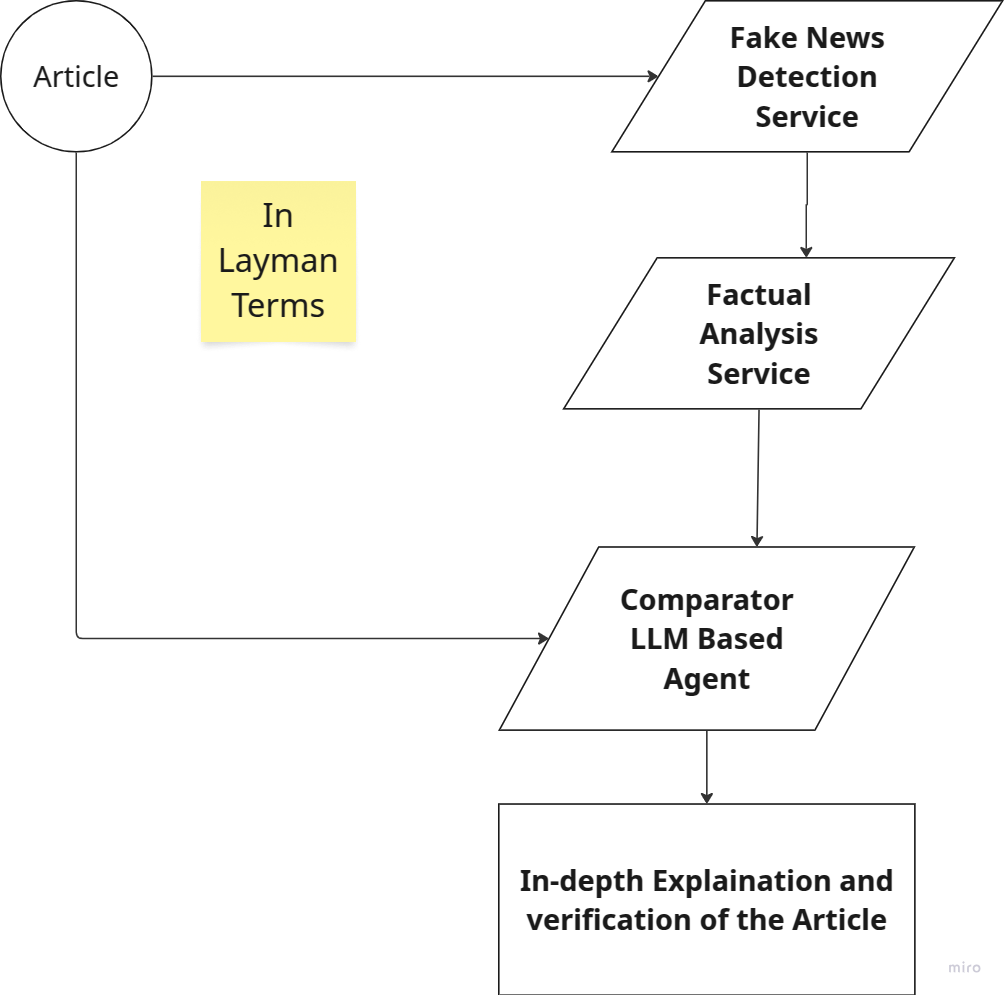 Article
Fake News
Detection
Service
In
Layman
Terms
Factual
Analysis
Service
Comparator
LLM Based
Agent
In-depth Explaination and
verification of the Article
miro